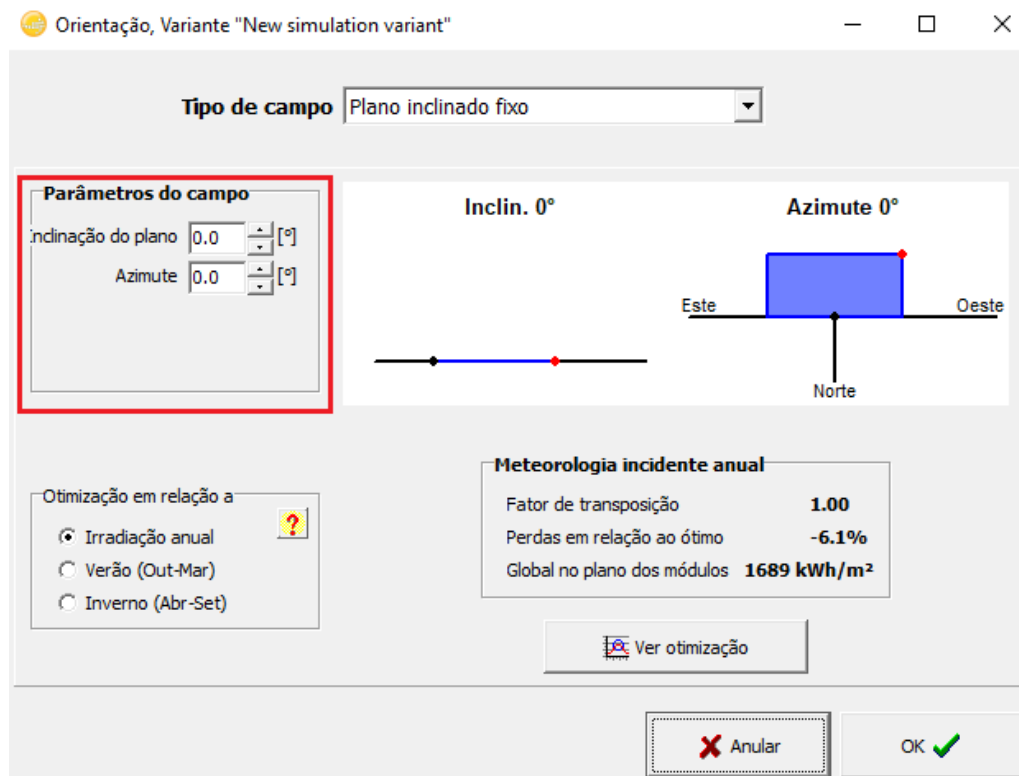 Orientação, Variante "New simulation variant"
Tipo de campo Plano inclinado fixo
Parâmetros do campo
Inclinação do plano 0.0 [º]
Azimute 0.0 [º]
Inclin. 0°
Azimute 0°
Este
Oeste
Norte
Otimização em relação a
?
Irradiação anual
Verão (Out-Mar)
Inverno (Abr-Set)
Meteorologia incidente anual
Fator de transposição 1.00
Perdas em relação ao ótimo -6.1%
Global no plano dos módulos 1689 kWh/m²
Ver otimização
Anular
OK